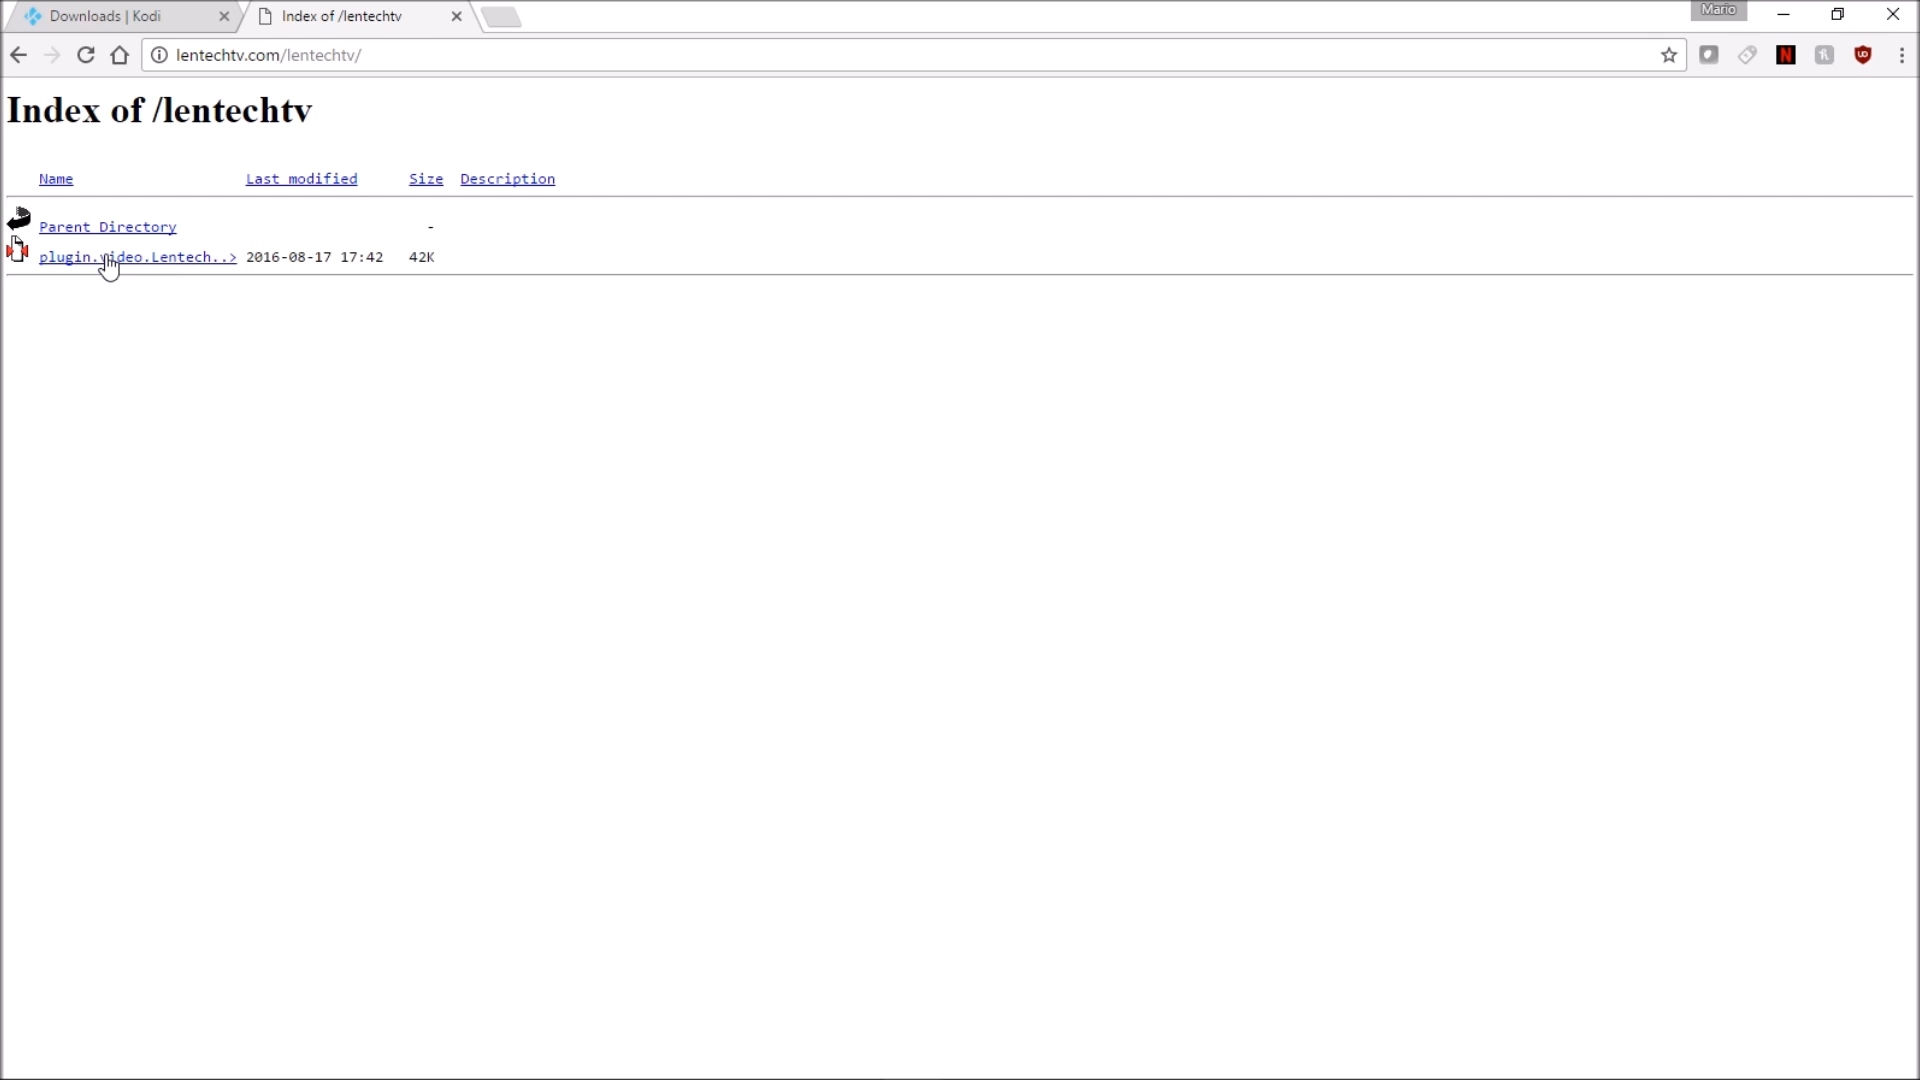 Downloads | Kodi
Index of /lentechtv
Mario
lentechtv.com/lentechtv/
Index of /lentechtv
Name Last modified Size Description
Parent Directory -
plugin.video.Lentech..> 2016-08-17 17:42 42K